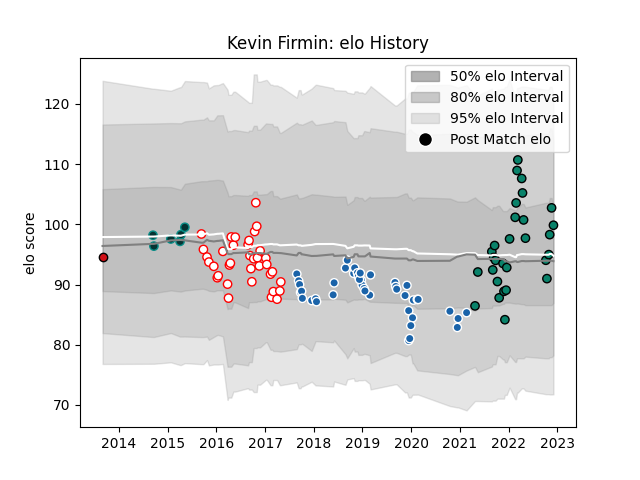 Kevin Firmin: elo History
50% elo Interval
80% elo Interval
95% elo Interval
Post Match elo
elo score
120
110
100
90
80
70
2014 2015 2016 2017 2018 2019 2020 2021 2022 2023